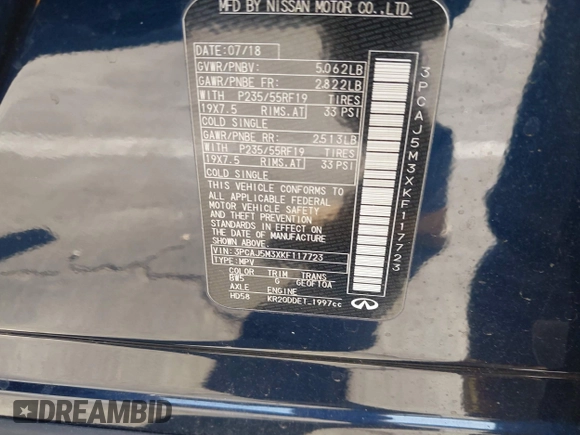 MFD BY NISSAN MOTOR CO.,LTD.
DATE: 07/18
GVWR/PNBV: 5,062LB
GAWR/PNBE FR: 2,822LB
WITH P235/55RF19 TIRES
19X7.5 RIMS.AT 33 PSI
COLD SINGLE
GAWR/PNBE RR: 2513LB
WITH P235/55RF19 TIRES
19X7.5 RIMS.AT 33 PSI
COLD SINGLE
THIS VEHICLE CONFORMS TO
ALL APPLICABLE FEDERAL
MOTOR VEHICLE SAFETY
AND THEFT PREVENTION
STANDARDS IN EFFECT ON
THE DATE OF MANUFACTURE
SHOWN ABOVE.
VIN: 3PCAJ5M3XKF117723
TYPE: MPV
COLOR TRIM TRANS
BW5 G GEOF10A
AXLE ENGINE
HD58 KR20DDET 1997cc
3PCAJ5M3XKF117723
DREAMBID